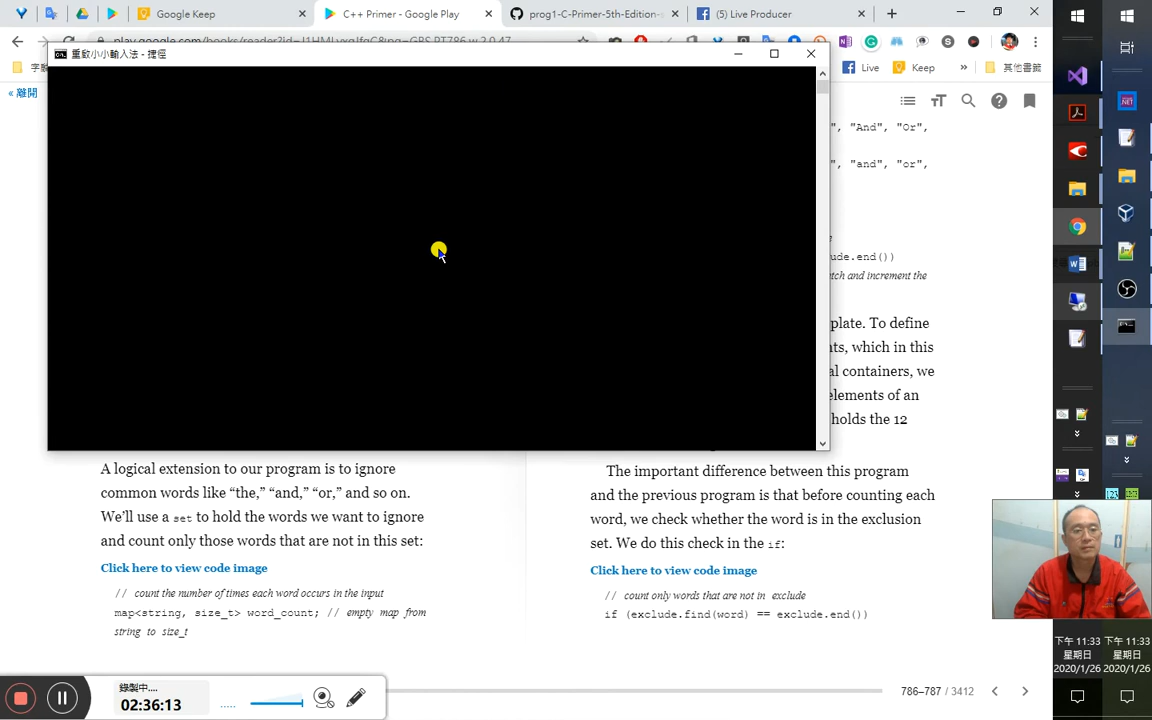 Google Keep
C++ Primer - Google Play
prog1-C-Primer-5th-Edition-s
(5) Live Producer
重啟小小輸入法 - 捷徑
Live
Keep
»
其他書籤
« 離開
", "And", "Or",
", "and", "or",
ude.end())
tch and increment the
plate. To define
ts, which in this
al containers, we
elements of an
holds the 12
A logical extension to our program is to ignore
common words like “the,” “and,” “or,” and so on.
We’ll use a set to hold the words we want to ignore
and count only those words that are not in this set:
Click here to view code image
// count the number of times each word occurs in the input
map<string, size_t> word_count; // empty map from
string to size_t
The important difference between this program
and the previous program is that before counting each
word, we check whether the word is in the exclusion
set. We do this check in the if:
Click here to view code image
// count only words that are not in exclude
if (exclude.find(word) == exclude.end())
786–787 / 3412
錄製中....
02:36:13
下午 11:33
星期日
2020/1/26
下午 11:33
星期日
2020/1/26